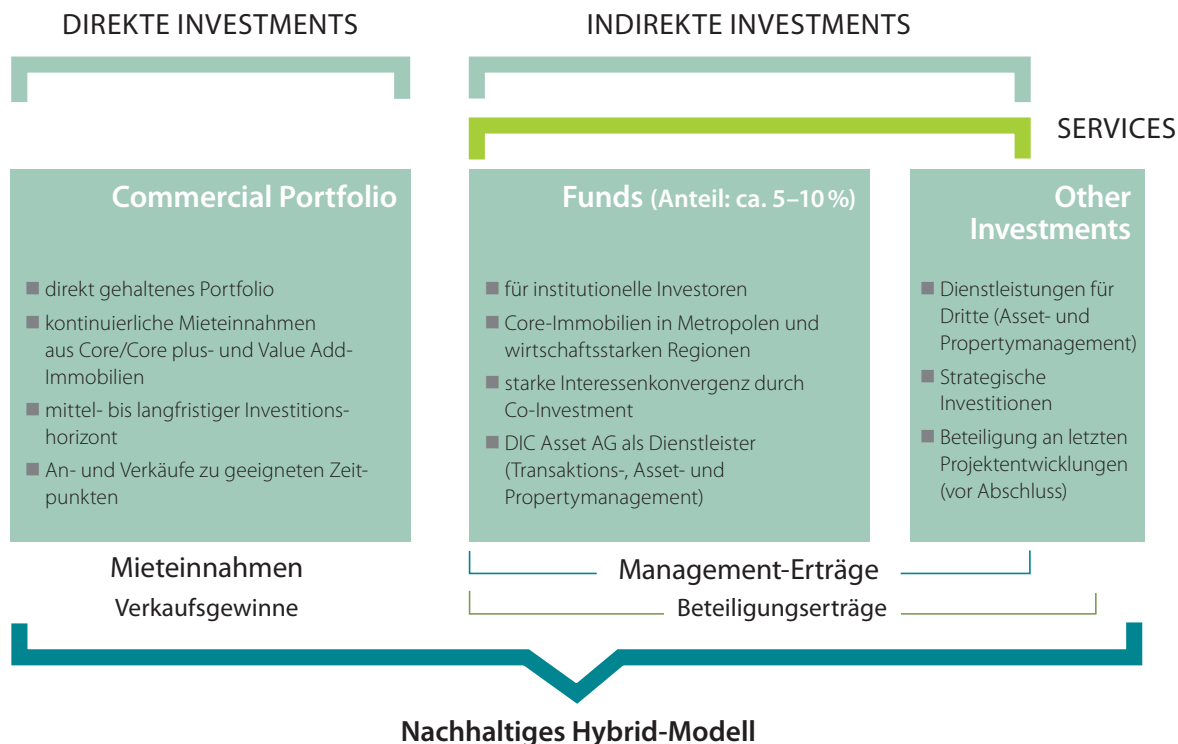 DIREKTE INVESTMENTS
INDIREKTE INVESTMENTS
SERVICES
Commercial Portfolio
direkt gehaltenes Portfolio
kontinuierliche Mieteinnahmen
aus Core/Core plus- und Value Add-
Immobilien
mittel- bis langfristiger Investitions-
horizont
An- und Verkäufe zu geeigneten Zeit-
punkten
Funds (Anteil: ca. 5–10 %)
für institutionelle Investoren
Core-Immobilien in Metropolen und
wirtschaftsstarken Regionen
starke Interessenkonvergenz durch
Co-Investment
DIC Asset AG als Dienstleister
(Transaktions-, Asset- und
Propertymanagement)
Other
Investments
Dienstleistungen für
Dritte (Asset- und
Propertymanagement)
Strategische
Investitionen
Beteiligung an letzten
Projektentwicklungen
(vor Abschluss)
Mieteinnahmen
Verkaufsgewinne
Management-Erträge
Beteiligungserträge
Nachhaltiges Hybrid-Modell